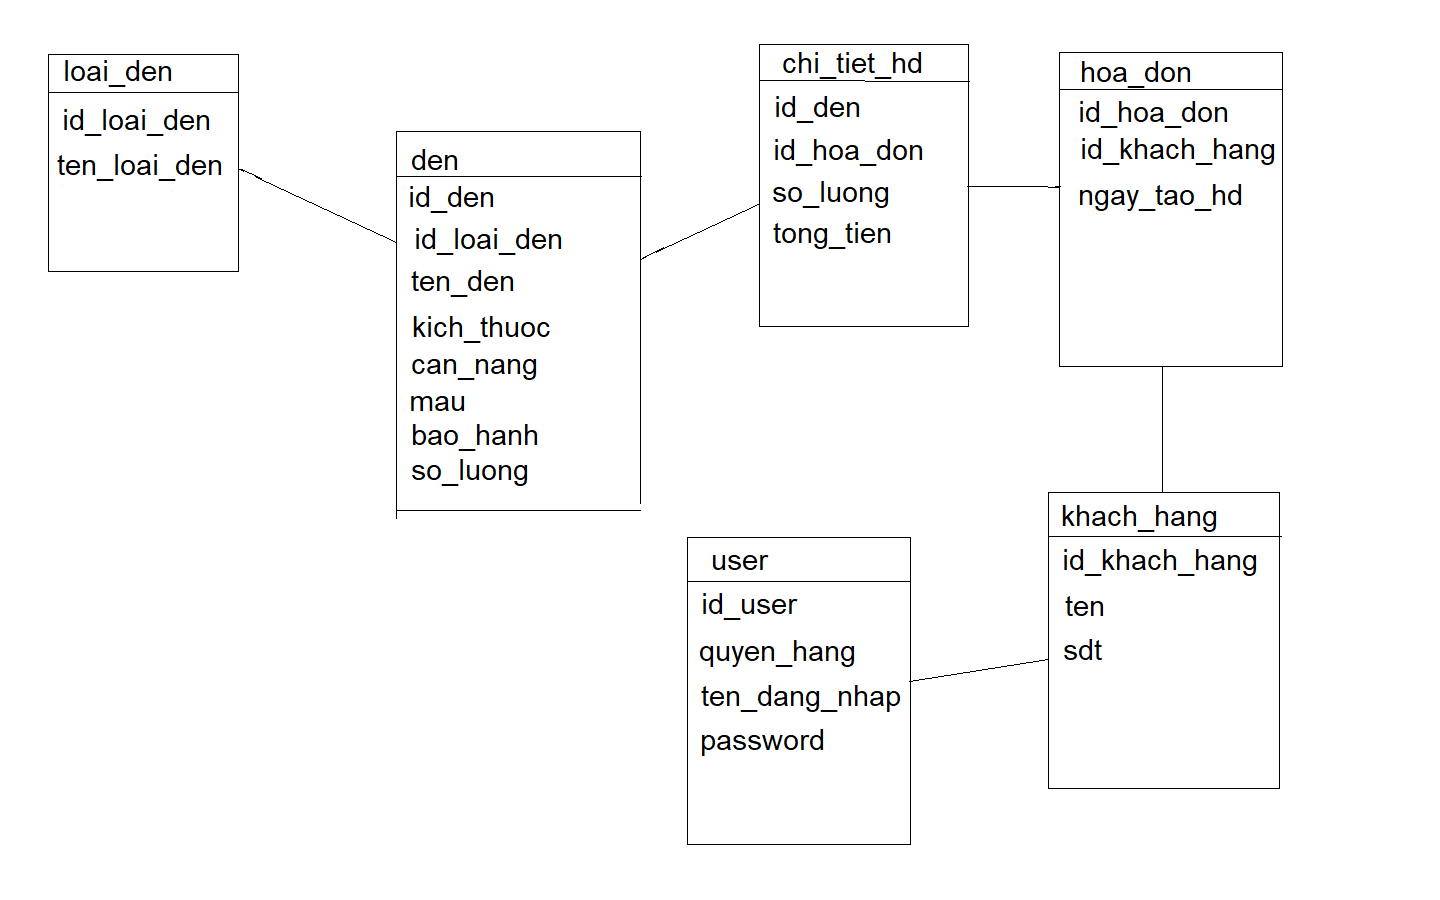 loai_den
id_loai_den
ten_loai_den
den
id_den
id_loai_den
ten_den
kich_thuoc
can_nang
mau
bao_hanh
so_luong
chi_tiet_hd
id_den
id_hoa_don
so_luong
tong_tien
hoa_don
id_hoa_don
id_khach_hang
ngay_tao_hd
user
id_user
quyen_hang
ten_dang_nhap
password
khach_hang
id_khach_hang
ten
sdt